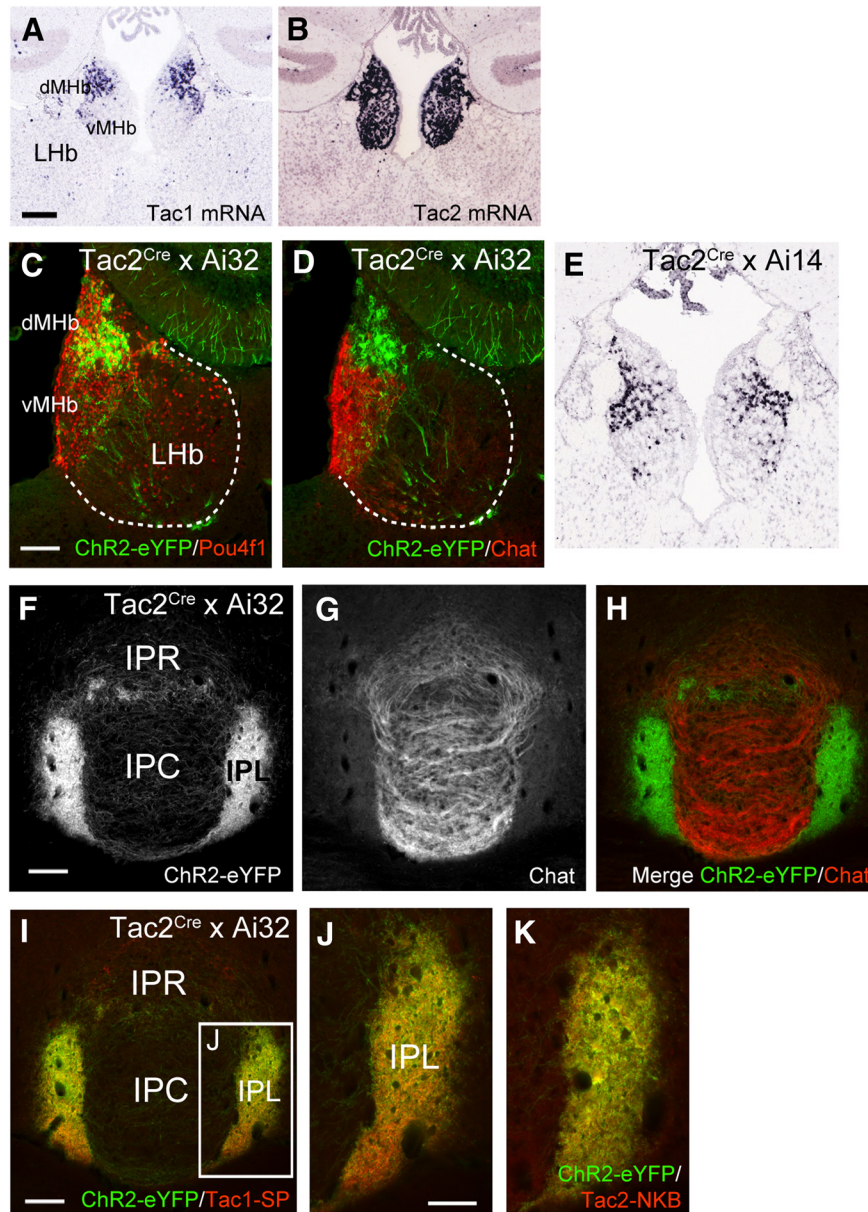 A
dMHb
vMHb
LHb
Tac1 mRNA
B
Tac2 mRNA
C
Tac2Cre x Ai32
dMHb
vMHb
LHb
ChR2-eYFP/Pou4f1
D
Tac2Cre x Ai32
ChR2-eYFP/Chat
E
Tac2Cre x Ai14
F
Tac2Cre x Ai32
IPR
IPC
IPL
ChR2-eYFP
G
Chat
H
Merge ChR2-eYFP/Chat
I
Tac2Cre x Ai32
IPR
J
IPC
IPL
ChR2-eYFP/Tac1-SP
J
IPL
K
ChR2-eYFP/
Tac2-NKB